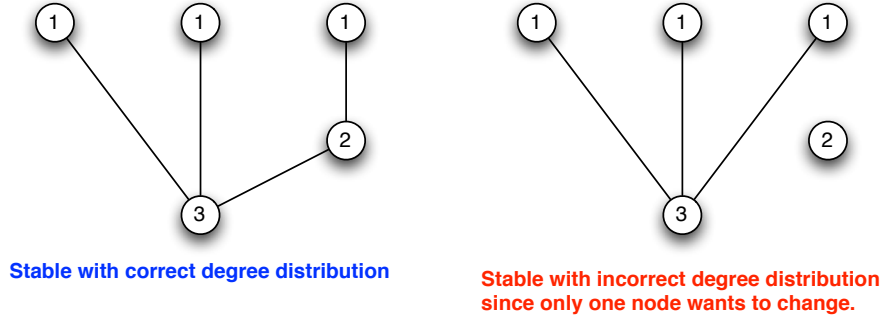 1 1 1 1 1 1
2 2
3 3
Stable with correct degree distribution
Stable with incorrect degree distribution
since only one node wants to change.